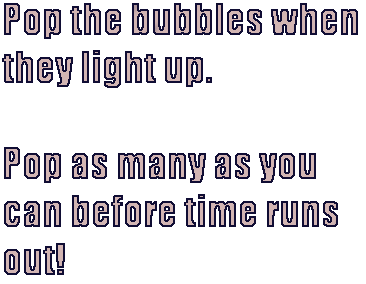 Pop the bubbles when
they light up.
Pop as many as you
can before time runs
out!